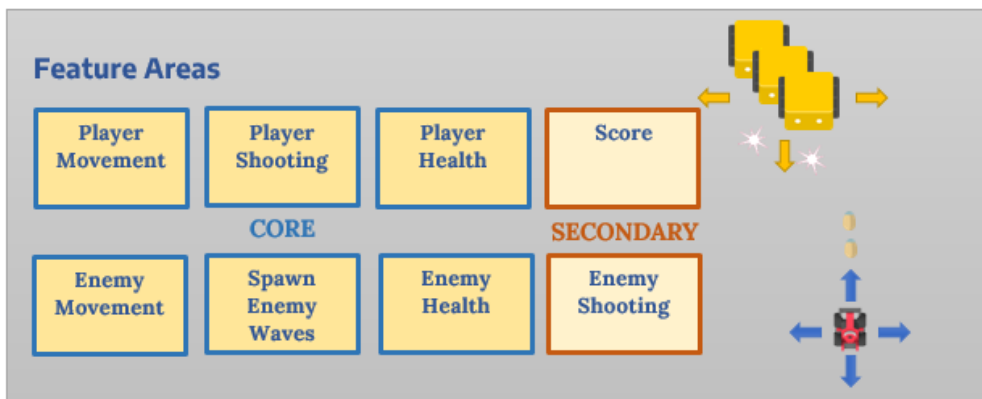 Feature Areas
Player
Movement
Player
Shooting
Player
Health
Score
CORE
SECONDARY
Enemy
Movement
Spawn
Enemy
Waves
Enemy
Health
Enemy
Shooting